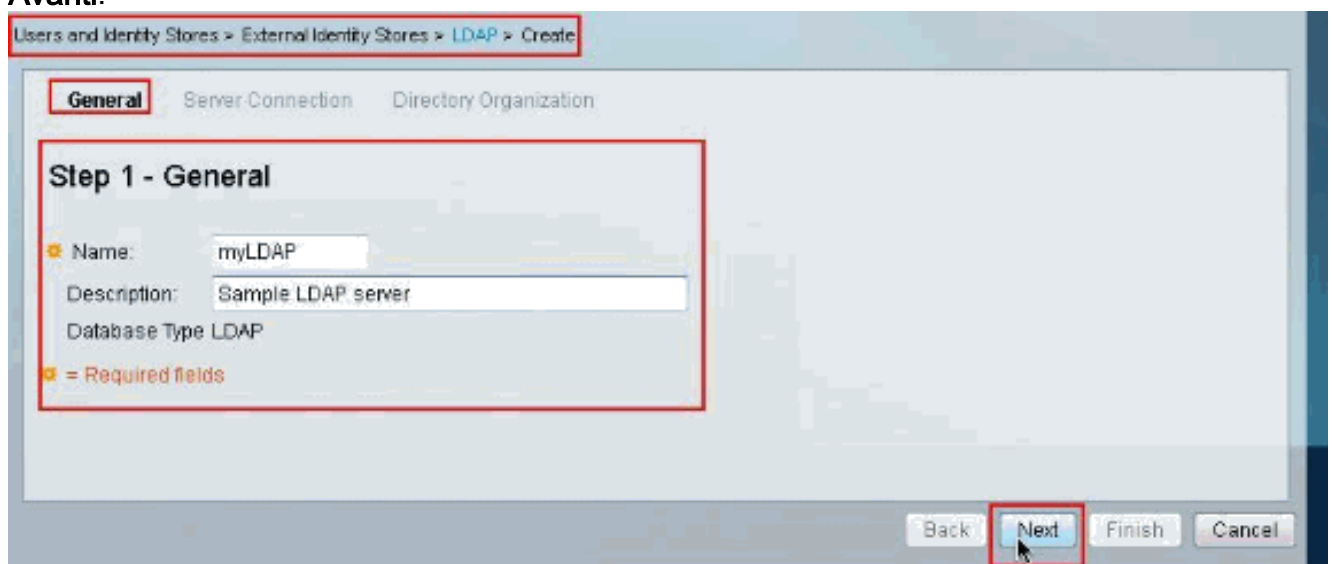 Avanti.
Users and Identity Stores > External Identity Stores > LDAP > Create
General Server Connection Directory Organization
Step 1 - General
Name: myLDAP
Description: Sample LDAP server
Database Type LDAP
= Required fields
Back Next Finish Cancel